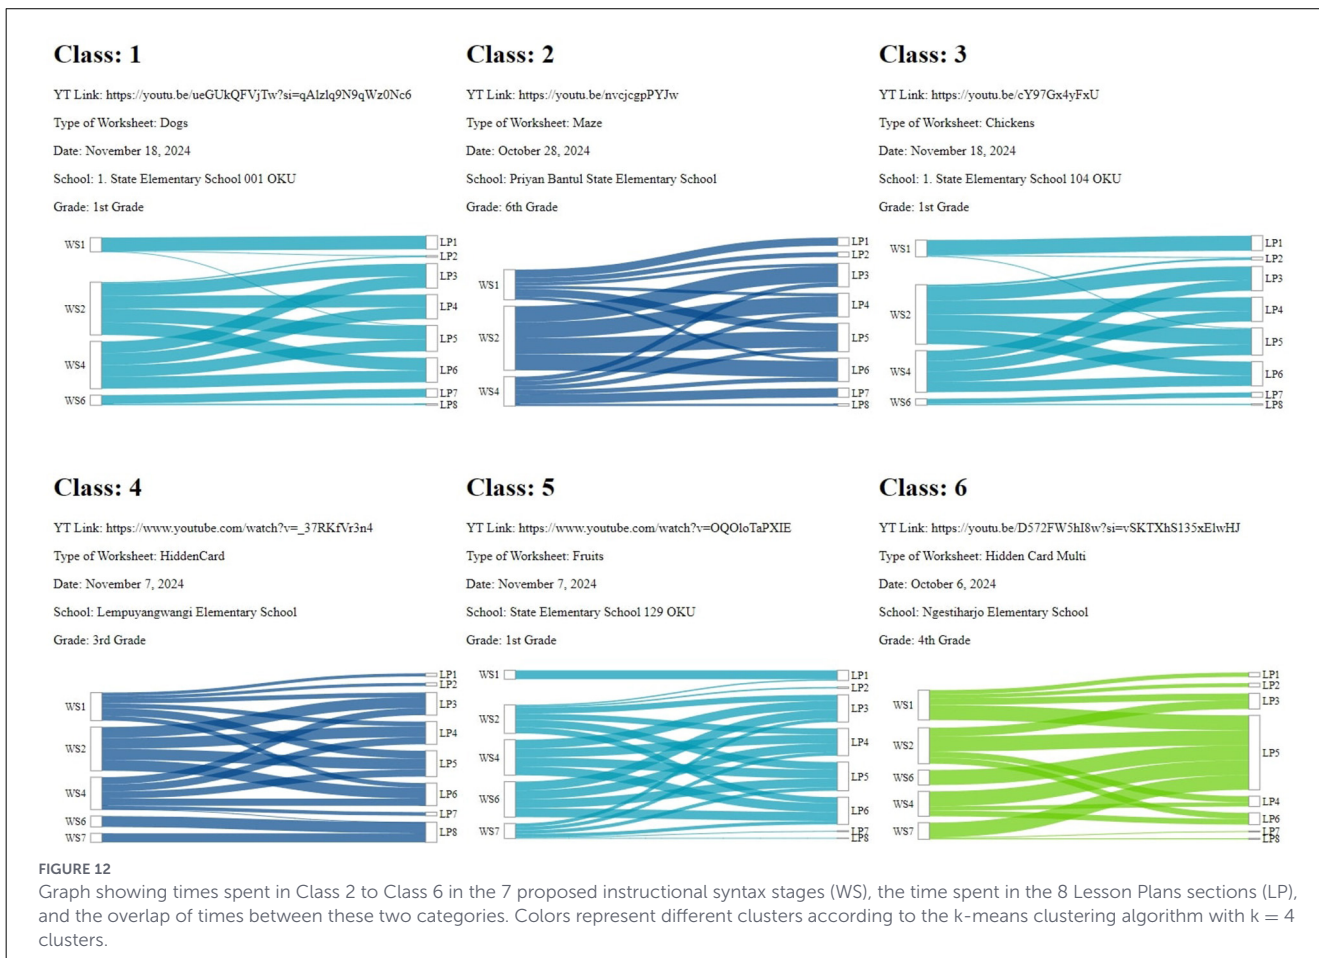 Class: 1
YT Link: https://youtu.be/ueGUkQFVjTw?si=qAlzlq9N9qWz0Nc6
Type of Worksheet: Dogs
Date: November 18, 2024
School: 1. State Elementary School 001 OKU
Grade: 1st Grade
WS1
WS2
WS4
WS6
LP1
LP2
LP3
LP4
LP5
LP6
LP7
LP8
Class: 2
YT Link: https://youtu.be/nvcjcgpPYJw
Type of Worksheet: Maze
Date: October 28, 2024
School: Priyan Bantul State Elementary School
Grade: 6th Grade
WS1
WS2
WS4
LP1
LP2
LP3
LP4
LP5
LP6
LP7
LP8
Class: 3
YT Link: https://youtu.be/cY97Gx4yFxU
Type of Worksheet: Chickens
Date: November 18, 2024
School: 1. State Elementary School 104 OKU
Grade: 1st Grade
WS1
WS2
WS4
WS6
LP1
LP2
LP3
LP4
LP5
LP6
LP7
LP8
Class: 4
YT Link: https://www.youtube.com/watch?v=_37RKfVr3n4
Type of Worksheet: HiddenCard
Date: November 7, 2024
School: Lempuyangwangi Elementary School
Grade: 3rd Grade
WS1
WS2
WS4
WS6
WS7
LP1
LP2
LP3
LP4
LP5
LP6
LP7
LP8
Class: 5
YT Link: https://www.youtube.com/watch?v=OQOloTaPXIE
Type of Worksheet: Fruits
Date: November 7, 2024
School: State Elementary School 129 OKU
Grade: 1st Grade
WS1
WS2
WS4
WS6
WS7
LP1
LP2
LP3
LP4
LP5
LP6
LP7
LP8
Class: 6
YT Link: https://youtu.be/D572FW5hI8w?si=vSKTXhS135xElwHJ
Type of Worksheet: Hidden Card Multi
Date: October 6, 2024
School: Ngestiharjo Elementary School
Grade: 4th Grade
WS1
WS2
WS6
WS4
WS7
LP1
LP2
LP3
LP5
LP4
LP6
LP7
LP8
FIGURE 12
Graph showing times spent in Class 2 to Class 6 in the 7 proposed instructional syntax stages (WS), the time spent in the 8 Lesson Plans sections (LP),
and the overlap of times between these two categories. Colors represent different clusters according to the k-means clustering algorithm with k = 4
clusters.